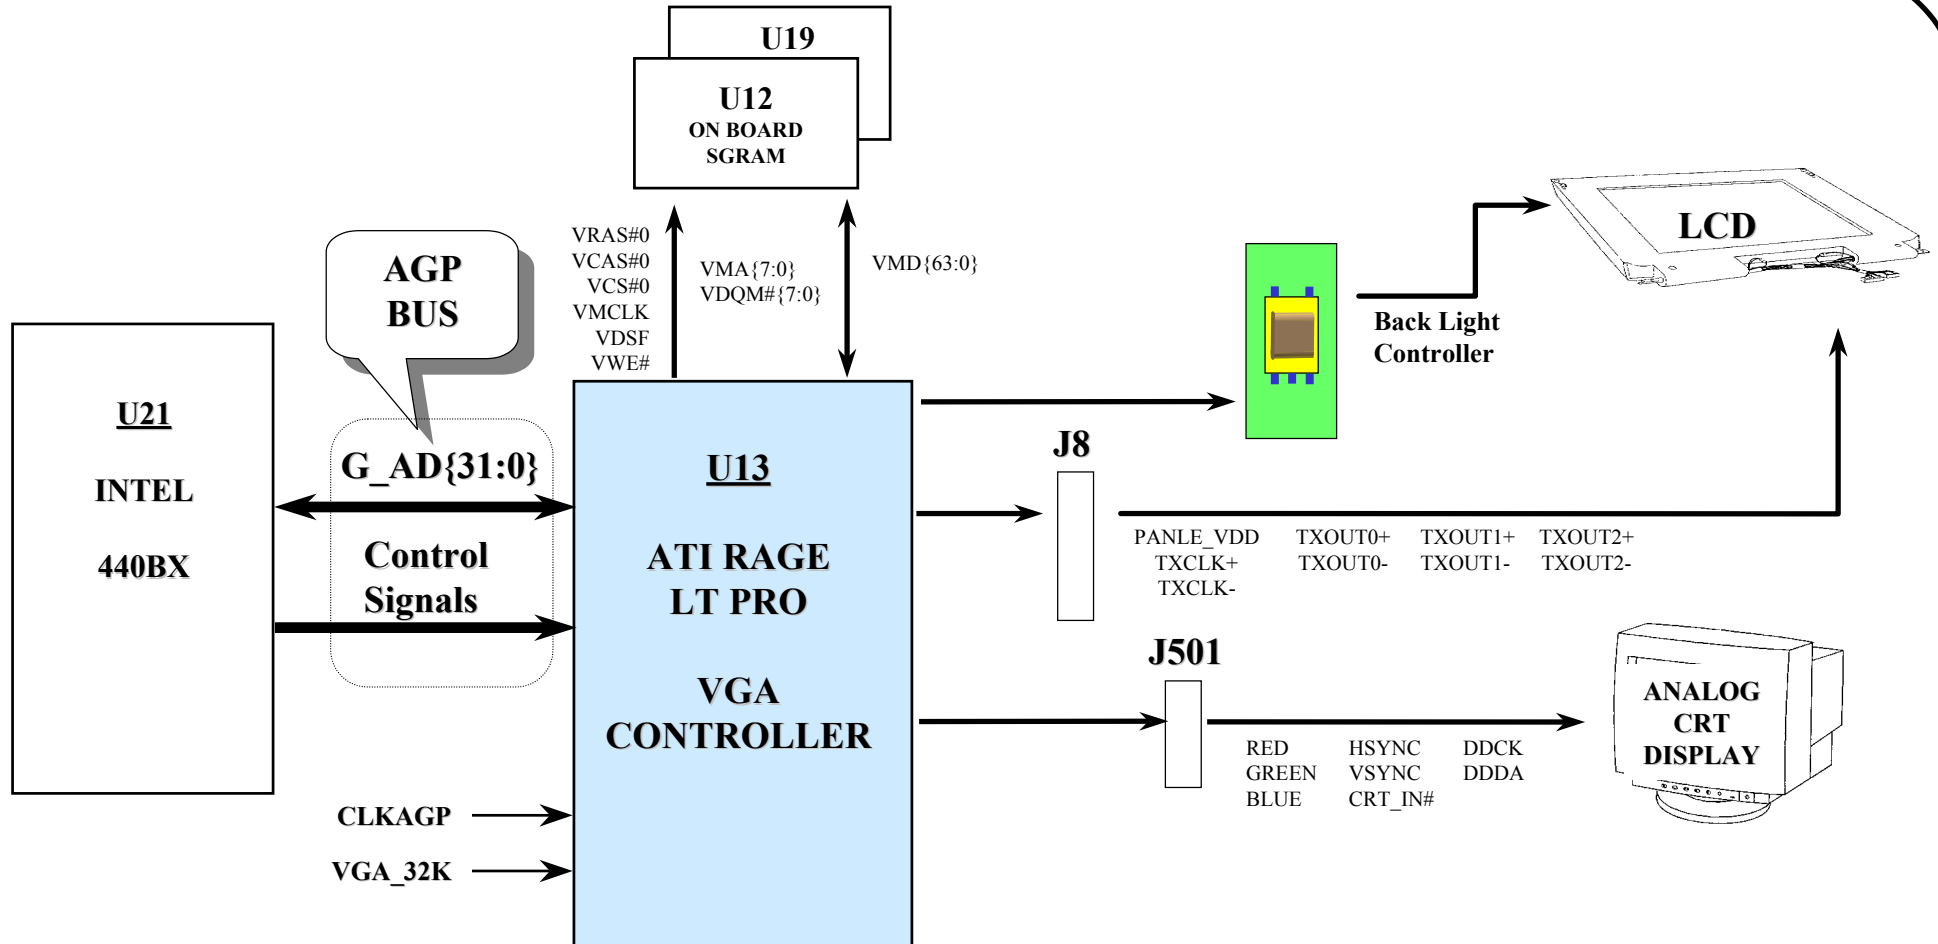 U19
U12
ON BOARD
SGRAM
VRAS#0
VCAS#0
VCS#0
VMCLK
VDSF
VWE#
VMA{7:0}
VDQM#{7:0}
VMD{63:0}
AGP
BUS
LCD
Back Light
Controller
U21
INTEL
440BX
G_AD{31:0}
Control
Signals
U13
ATI RAGE
LT PRO
VGA
CONTROLLER
CLKAGP
VGA_32K
J8
PANLE_VDD TXOUT0+ TXOUT1+ TXOUT2+
TXCLK+ TXOUT0- TXOUT1- TXOUT2-
TXCLK-
J501
RED HSYNC DDCK
GREEN VSYNC DDDA
BLUE CRT_IN#
ANALOG
CRT
DISPLAY